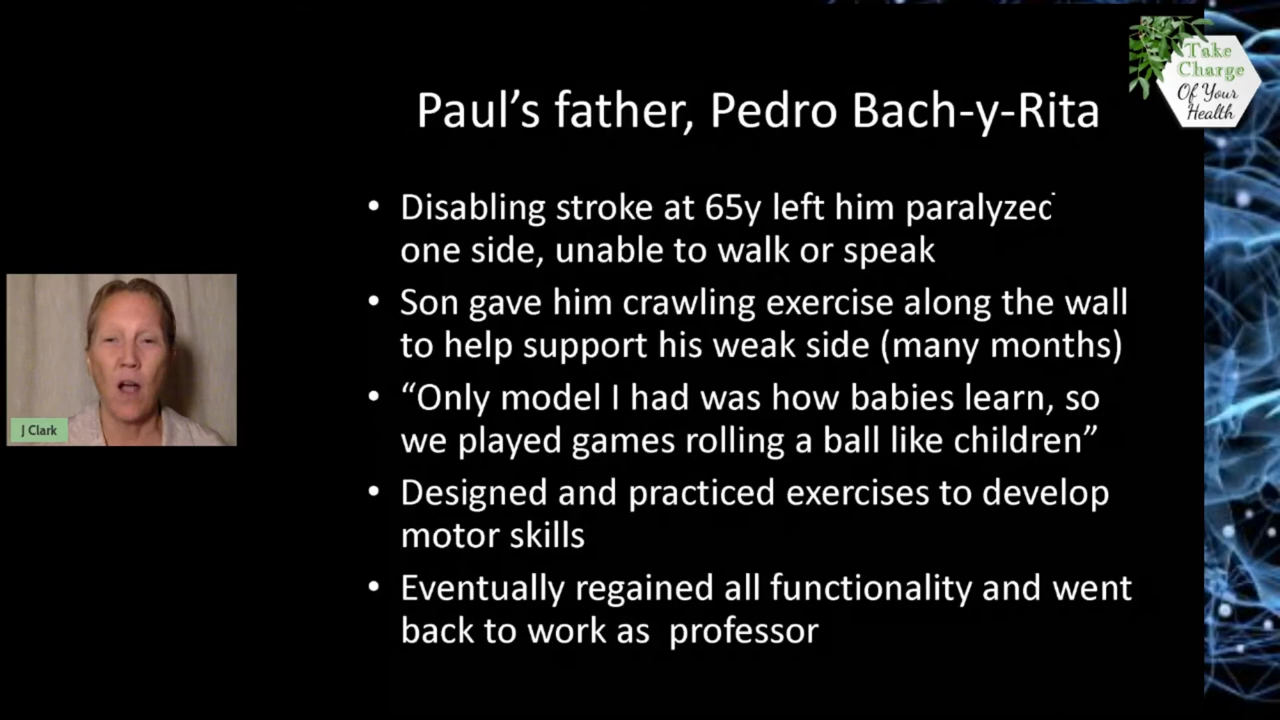 Take
Charge
Of Your
Health
Paul's father, Pedro Bach-y-Rita
• Disabling stroke at 65y left him paralyzed
one side, unable to walk or speak
• Son gave him crawling exercise along the wall
to help support his weak side (many months)
• “Only model I had was how babies learn, so
we played games rolling a ball like children”
• Designed and practiced exercises to develop
motor skills
• Eventually regained all functionality and went
back to work as  professor
J Clark